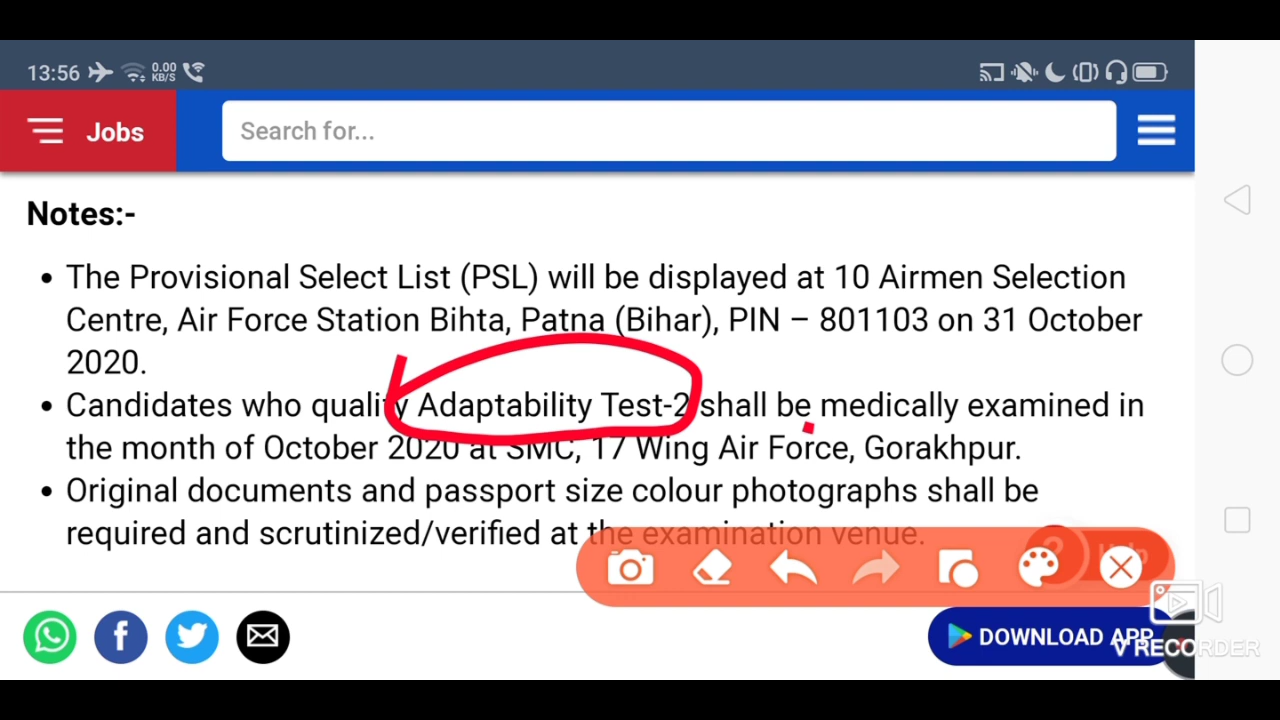 13:56 0.00 KB/S
Jobs
Search for...
Notes:-
• The Provisional Select List (PSL) will be displayed at 10 Airmen Selection
Centre, Air Force Station Bihta, Patna (Bihar), PIN – 801103 on 31 October
2020.
• Candidates who qualify Adaptability Test-2 shall be medically examined in
the month of October 2020 at SMC, 17 Wing Air Force, Gorakhpur.
• Original documents and passport size colour photographs shall be
required and scrutinized/verified at the examination venue.
? Help
DOWNLOAD APP
V RECORDER